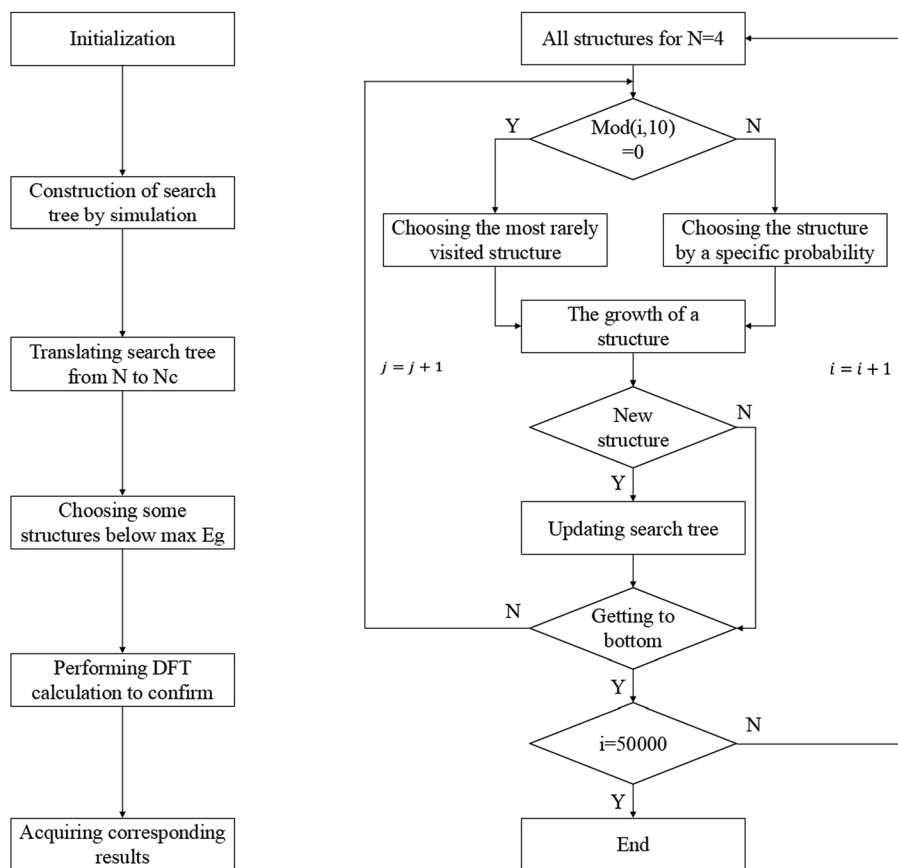 Initialization
Construction of search
tree by simulation
Translating search tree
from N to Nc
Choosing some
structures below max Eg
Performing DFT
calculation to confirm
Acquiring corresponding
results
All structures for N=4
Y
Mod(i,10)
=0
N
Choosing the most rarely
visited structure
Choosing the structure
by a specific probability
The growth of a
structure
j = j + 1
i = i + 1
New
structure
N
Y
Updating search tree
N
Getting to
bottom
Y
i=50000
N
Y
End